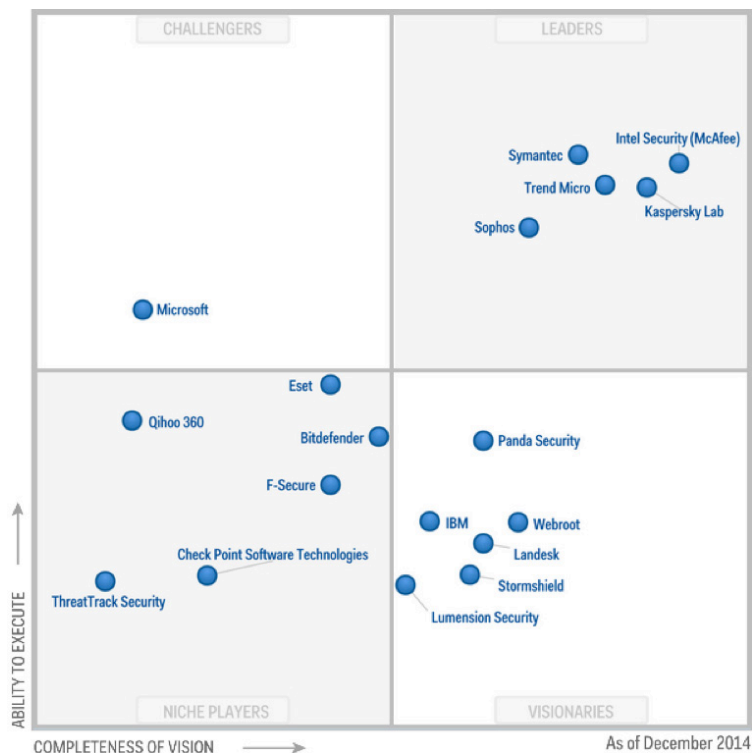 CHALLENGERS
LEADERS
Intel Security (McAfee)
Symantec
Trend Micro
Kaspersky Lab
Sophos
Microsoft
Eset
Qihoo 360
Bitdefender
Panda Security
F-Secure
IBM
Webroot
Landesk
Check Point Software Technologies
Stormshield
ThreatTrack Security
Lumension Security
ABILITY TO EXECUTE
NICHE PLAYERS
VISIONARIES
COMPLETENESS OF VISION
As of December 2014